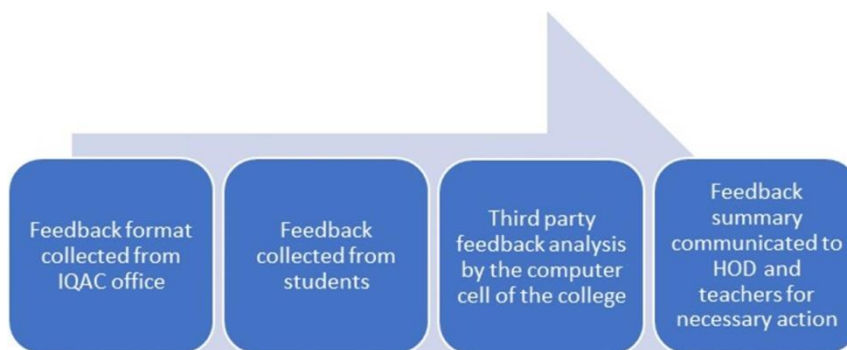 Feedback format
collected from
IQAC office
Feedback
collected from
students
Third party
feedback analysis
by the computer
cell of the college
Feedback
summary
communicated to
HOD and
teachers for
necessary action